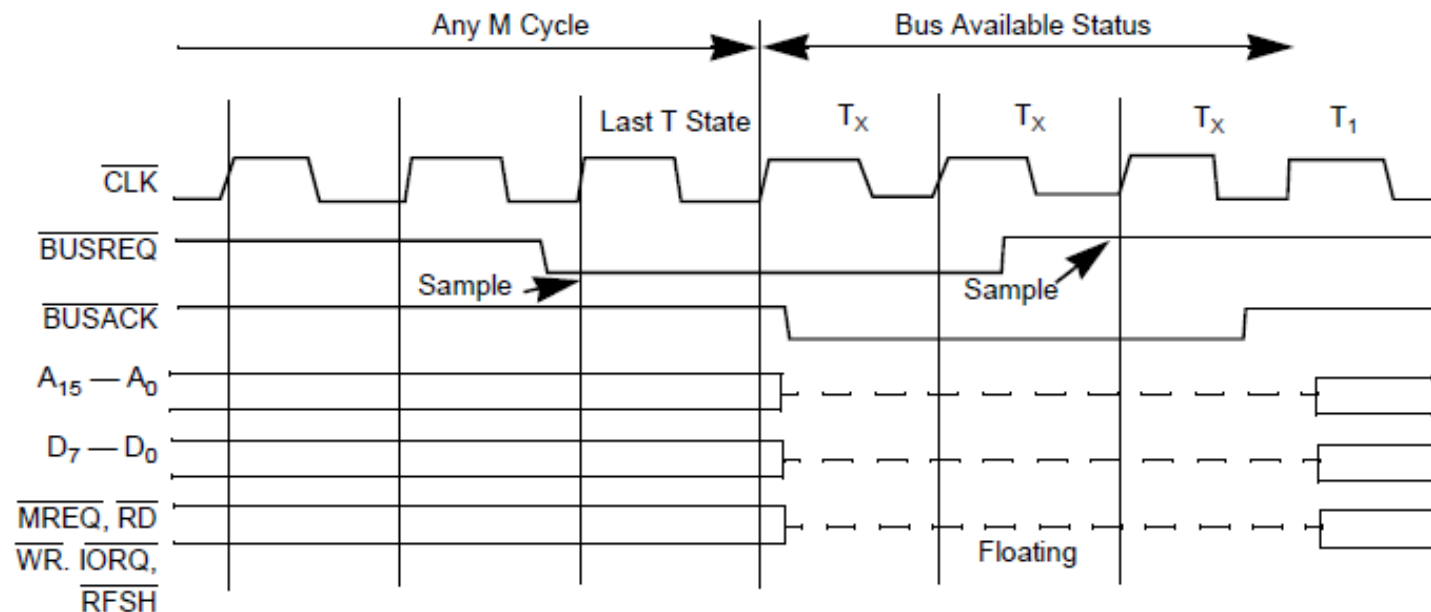 Any M Cycle Bus Available Status
Last T State T_X T_X T_X T_1
CLK
BUSREQ
Sample Sample
BUSACK
A_15 — A_0
D_7 — D_0
MREQ, RD
WR. IORQ, Floating
RFSH